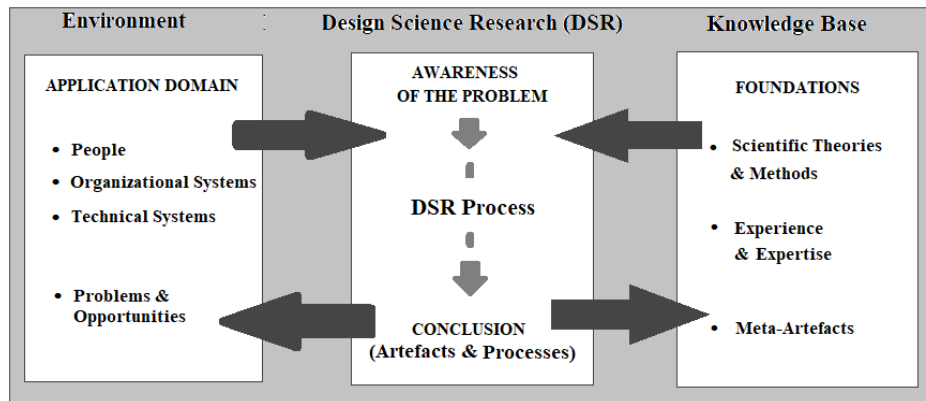 Environment
Design Science Research (DSR)
Knowledge Base
APPLICATION DOMAIN
• People
• Organizational Systems
• Technical Systems
• Problems &
Opportunities
AWARENESS
OF THE PROBLEM
DSR Process
CONCLUSION
(Artefacts & Processes)
FOUNDATIONS
• Scientific Theories
& Methods
• Experience
& Expertise
• Meta-Artefacts